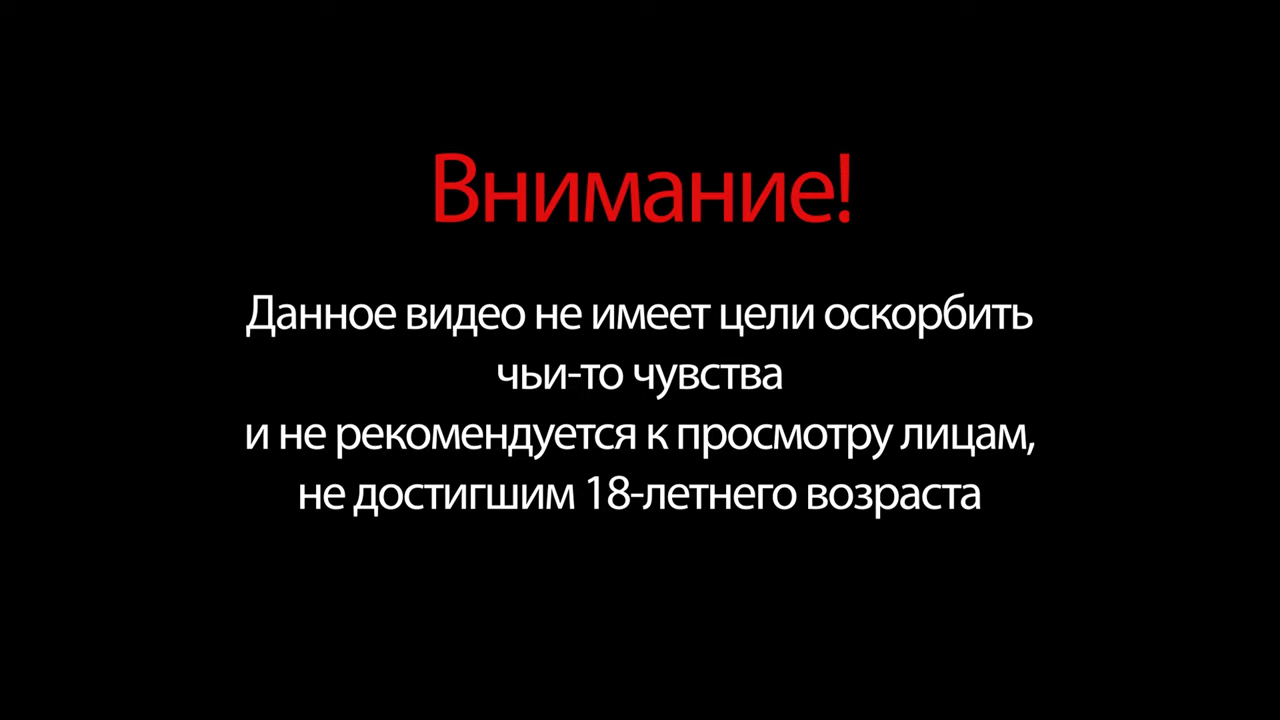 Внимание!
Данное видео не имеет цели оскорбить
чьи-то чувства
и не рекомендуется к просмотру лицам,
не достигшим 18-летнего возраста